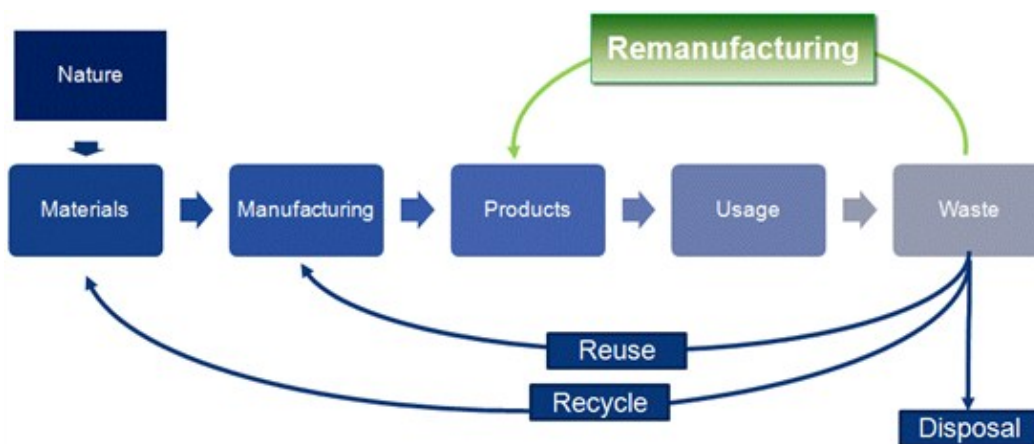 Remanufacturing
Nature
Materials
Manufacturing
Products
Usage
Waste
Reuse
Recycle
Disposal